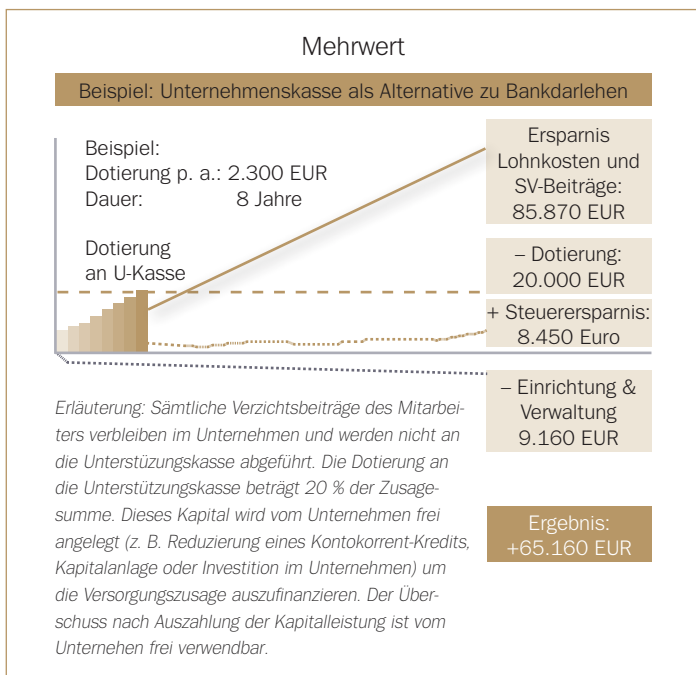 Mehrwert
Beispiel: Unternehmenskasse als Alternative zu Bankdarlehen
Beispiel:
Dotierung p. a.: 2.300 EUR
Dauer: 8 Jahre
Dotierung
an U-Kasse
Ersparnis
Lohnkosten und
SV-Beiträge:
85.870 EUR
– Dotierung:
20.000 EUR
+ Steuerersparnis:
8.450 Euro
– Einrichtung &
Verwaltung
9.160 EUR
Ergebnis:
+65.160 EUR
Erläuterung: Sämtliche Verzichtsbeiträge des Mitarbei-
ters verbleiben im Unternehmen und werden nicht an
die Unterstüzungskasse abgeführt. Die Dotierung an
die Unterstützungskasse beträgt 20 % der Zusage-
summe. Dieses Kapital wird vom Unternehmen frei
angelegt (z. B. Reduzierung eines Kontokorrent-Kredits,
Kapitalanlage oder Investition im Unternehmen) um
die Versorgungszusage auszufinanzieren. Der Über-
schuss nach Auszahlung der Kapitalleistung ist vom
Unternehen frei verwendbar.